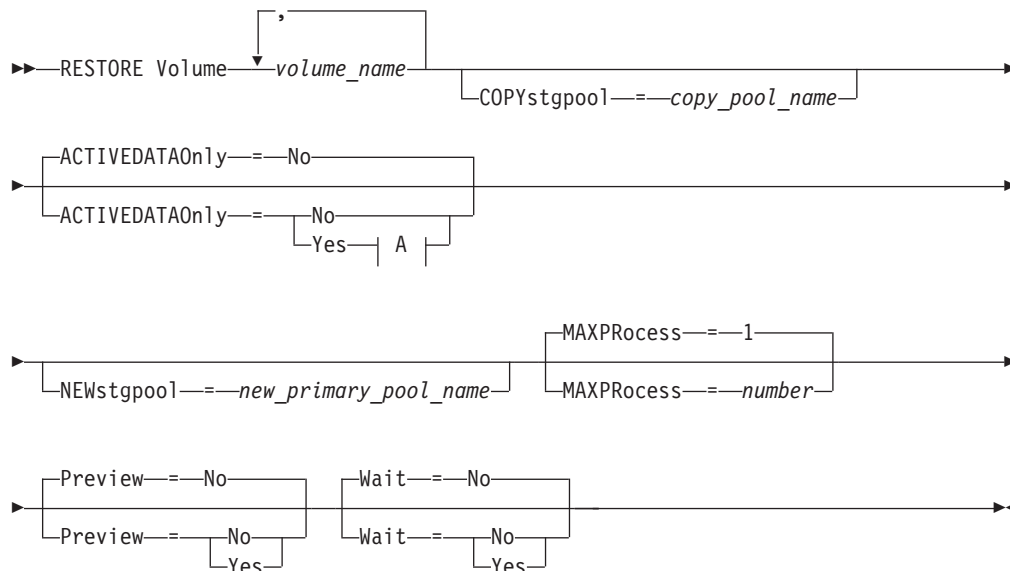 ,
RESTORE Volume volume_name
COPYstgpool = copy_pool_name
ACTIVEDATAOnly = No
ACTIVEDATAOnly = No
Yes A
NEWstgpool = new_primary_pool_name
MAXPRocess = 1
MAXPRocess = number
Preview = No
Preview = No
Yes
Wait = No
Wait = No
Yes